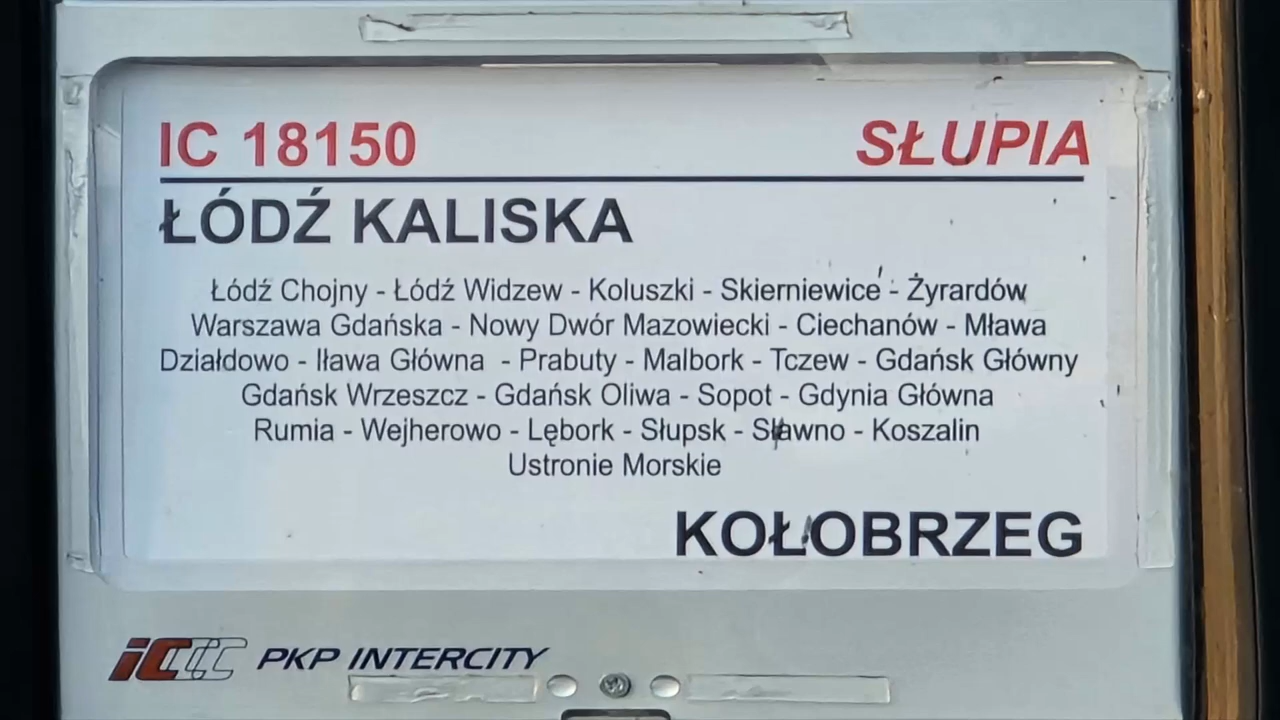 IC 18150 SŁUPIA
ŁÓDŹ KALISKA
Łódź Chojny - Łódź Widzew - Koluszki - Skierniewice - Żyrardów
Warszawa Gdańska - Nowy Dwór Mazowiecki - Ciechanów - Mława
Działdowo - Iława Główna - Prabuty - Malbork - Tczew - Gdańsk Główny
Gdańsk Wrzeszcz - Gdańsk Oliwa - Sopot - Gdynia Główna
Rumia - Wejherowo - Lębork - Słupsk - Sławno - Koszalin
Ustronie Morskie
KOŁOBRZEG
IC PKP INTERCITY